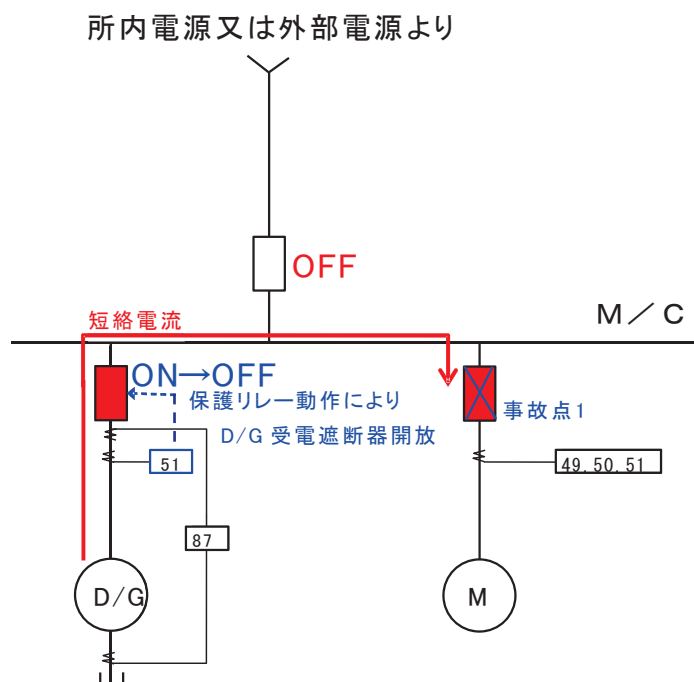 所内電源又は外部電源より
OFF
M／C
短絡電流
ON→OFF
保護リレー動作により
D/G 受電遮断器開放
事故点1
51
49.50.51
87
D/G
M